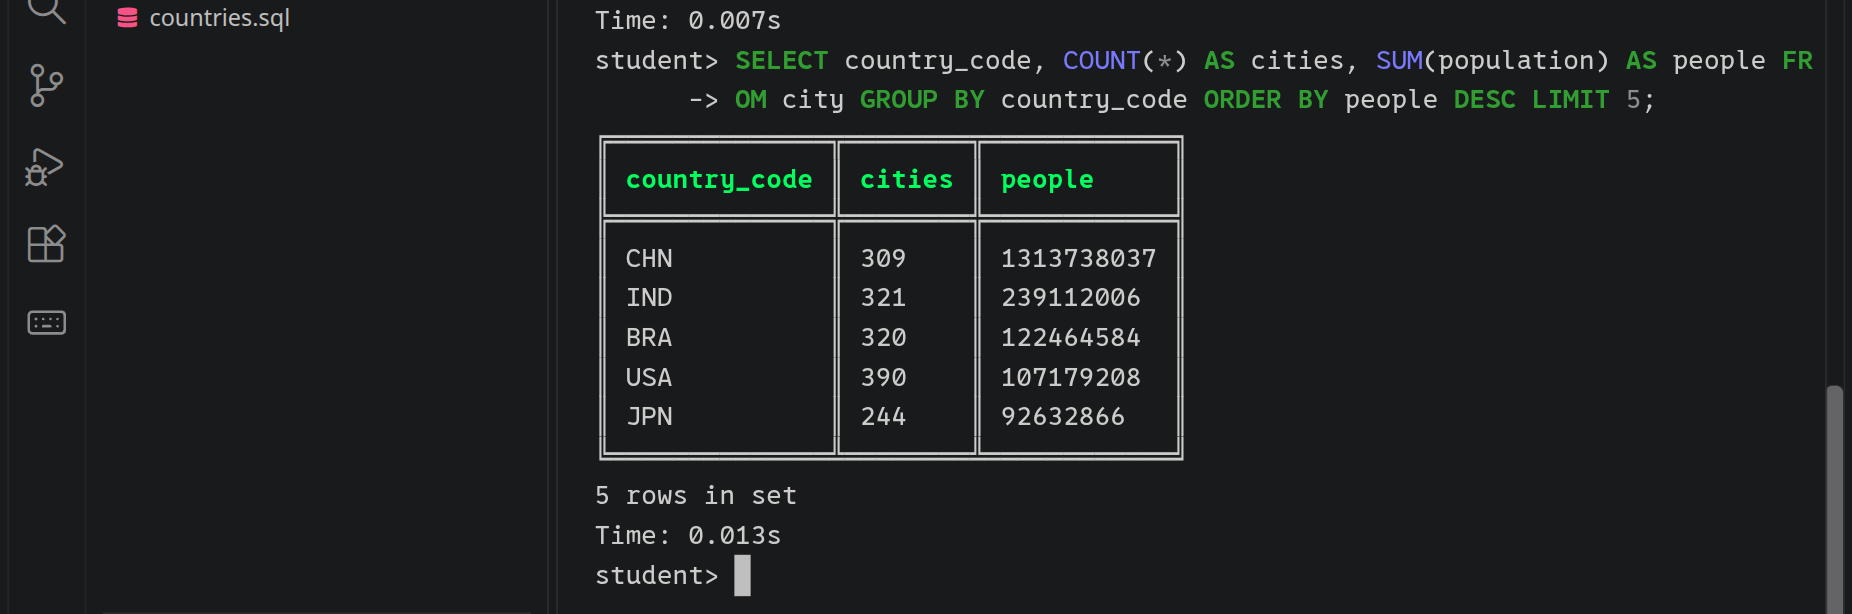 countries.sql
Time: 0.007s
student> SELECT country_code, COUNT(*) AS cities, SUM(population) AS people FR
-> OM city GROUP BY country_code ORDER BY people DESC LIMIT 5;
country_code cities people
CHN 309 1313738037
IND 321 239112006
BRA 320 122464584
USA 390 107179208
JPN 244 92632866
5 rows in set
Time: 0.013s
student>